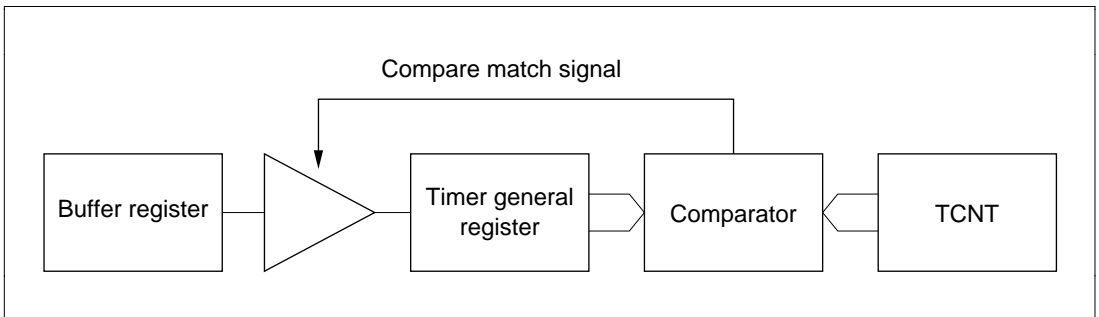 Compare match signal
Buffer register
Timer general
register
Comparator
TCNT